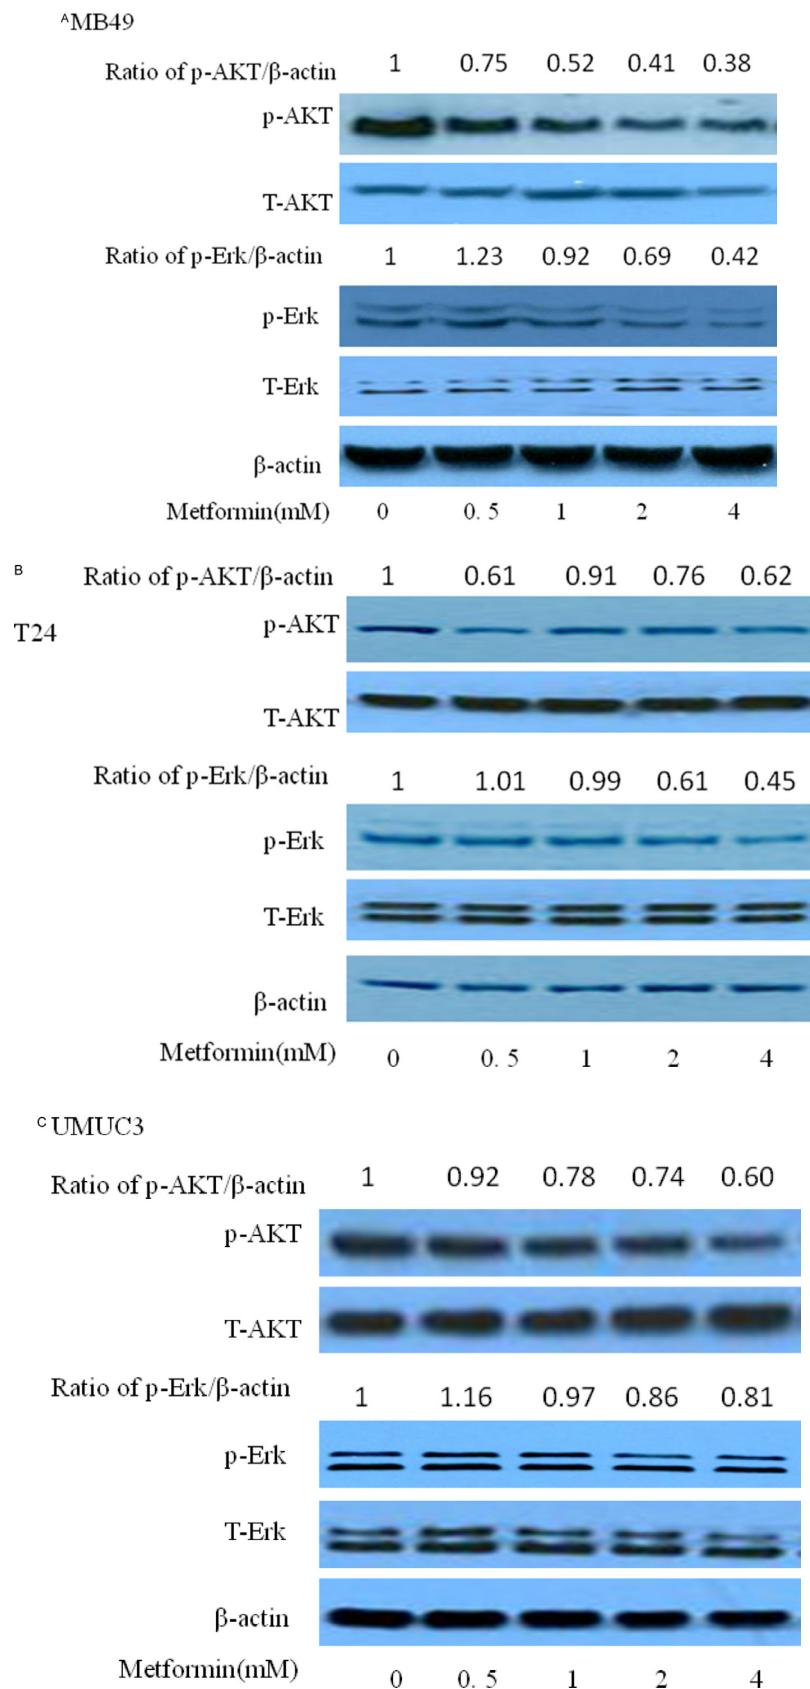 A MB49
Ratio of p-AKT/β-actin 1 0.75 0.52 0.41 0.38
p-AKT
T-AKT
Ratio of p-Erk/β-actin 1 1.23 0.92 0.69 0.42
p-Erk
T-Erk
β-actin
Metformin(mM) 0 0. 5 1 2 4
B
Ratio of p-AKT/β-actin 1 0.61 0.91 0.76 0.62
T24
p-AKT
T-AKT
Ratio of p-Erk/β-actin 1 1.01 0.99 0.61 0.45
p-Erk
T-Erk
β-actin
Metformin(mM) 0 0. 5 1 2 4
C UMUC3
Ratio of p-AKT/β-actin 1 0.92 0.78 0.74 0.60
p-AKT
T-AKT
Ratio of p-Erk/β-actin 1 1.16 0.97 0.86 0.81
p-Erk
T-Erk
β-actin
Metformin(mM) 0 0. 5 1 2 4